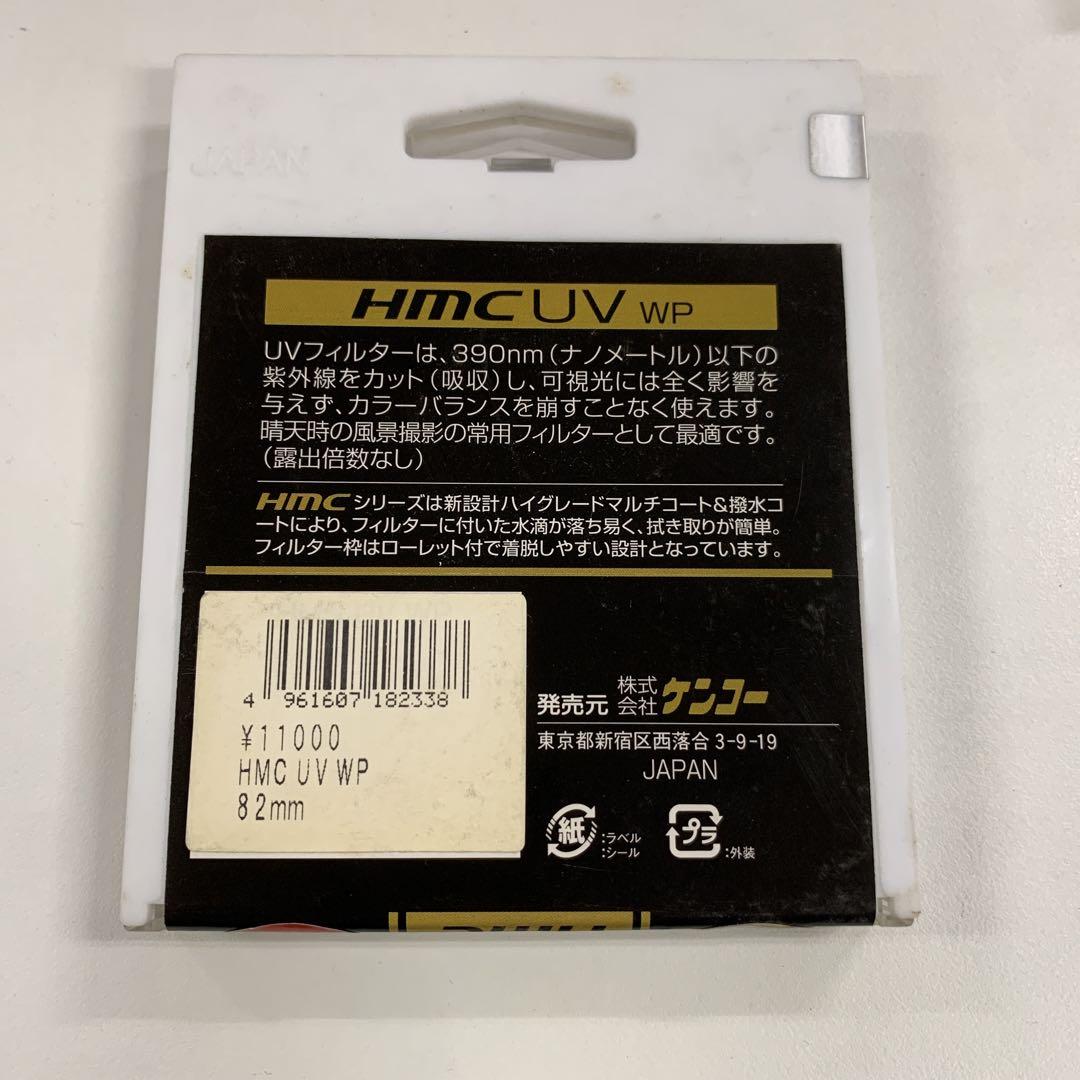 JAPAN
HMC UV WP
UVフィルターは、390nm(ナノメートル)以下の
紫外線をカット(吸収)し、可視光には全く影響を
与えず、カラーバランスを崩すことなく使えます。
晴天時の風景撮影の常用フィルターとして最適です。
(露出倍数なし)
HMC シリーズは新設計ハイグレードマルチコート&撥水コ
ートにより、フィルターに付いた水滴が落ち易く、拭き取りが簡単。
フィルター枠はローレット付で着脱しやすい設計となっています。
4 961607 182338
¥11000
HMC UV WP
82mm
発売元 株式会社 ケンコー
東京都新宿区西落合 3-9-19
JAPAN
紙 :ラベル
:シール
プラ :外装